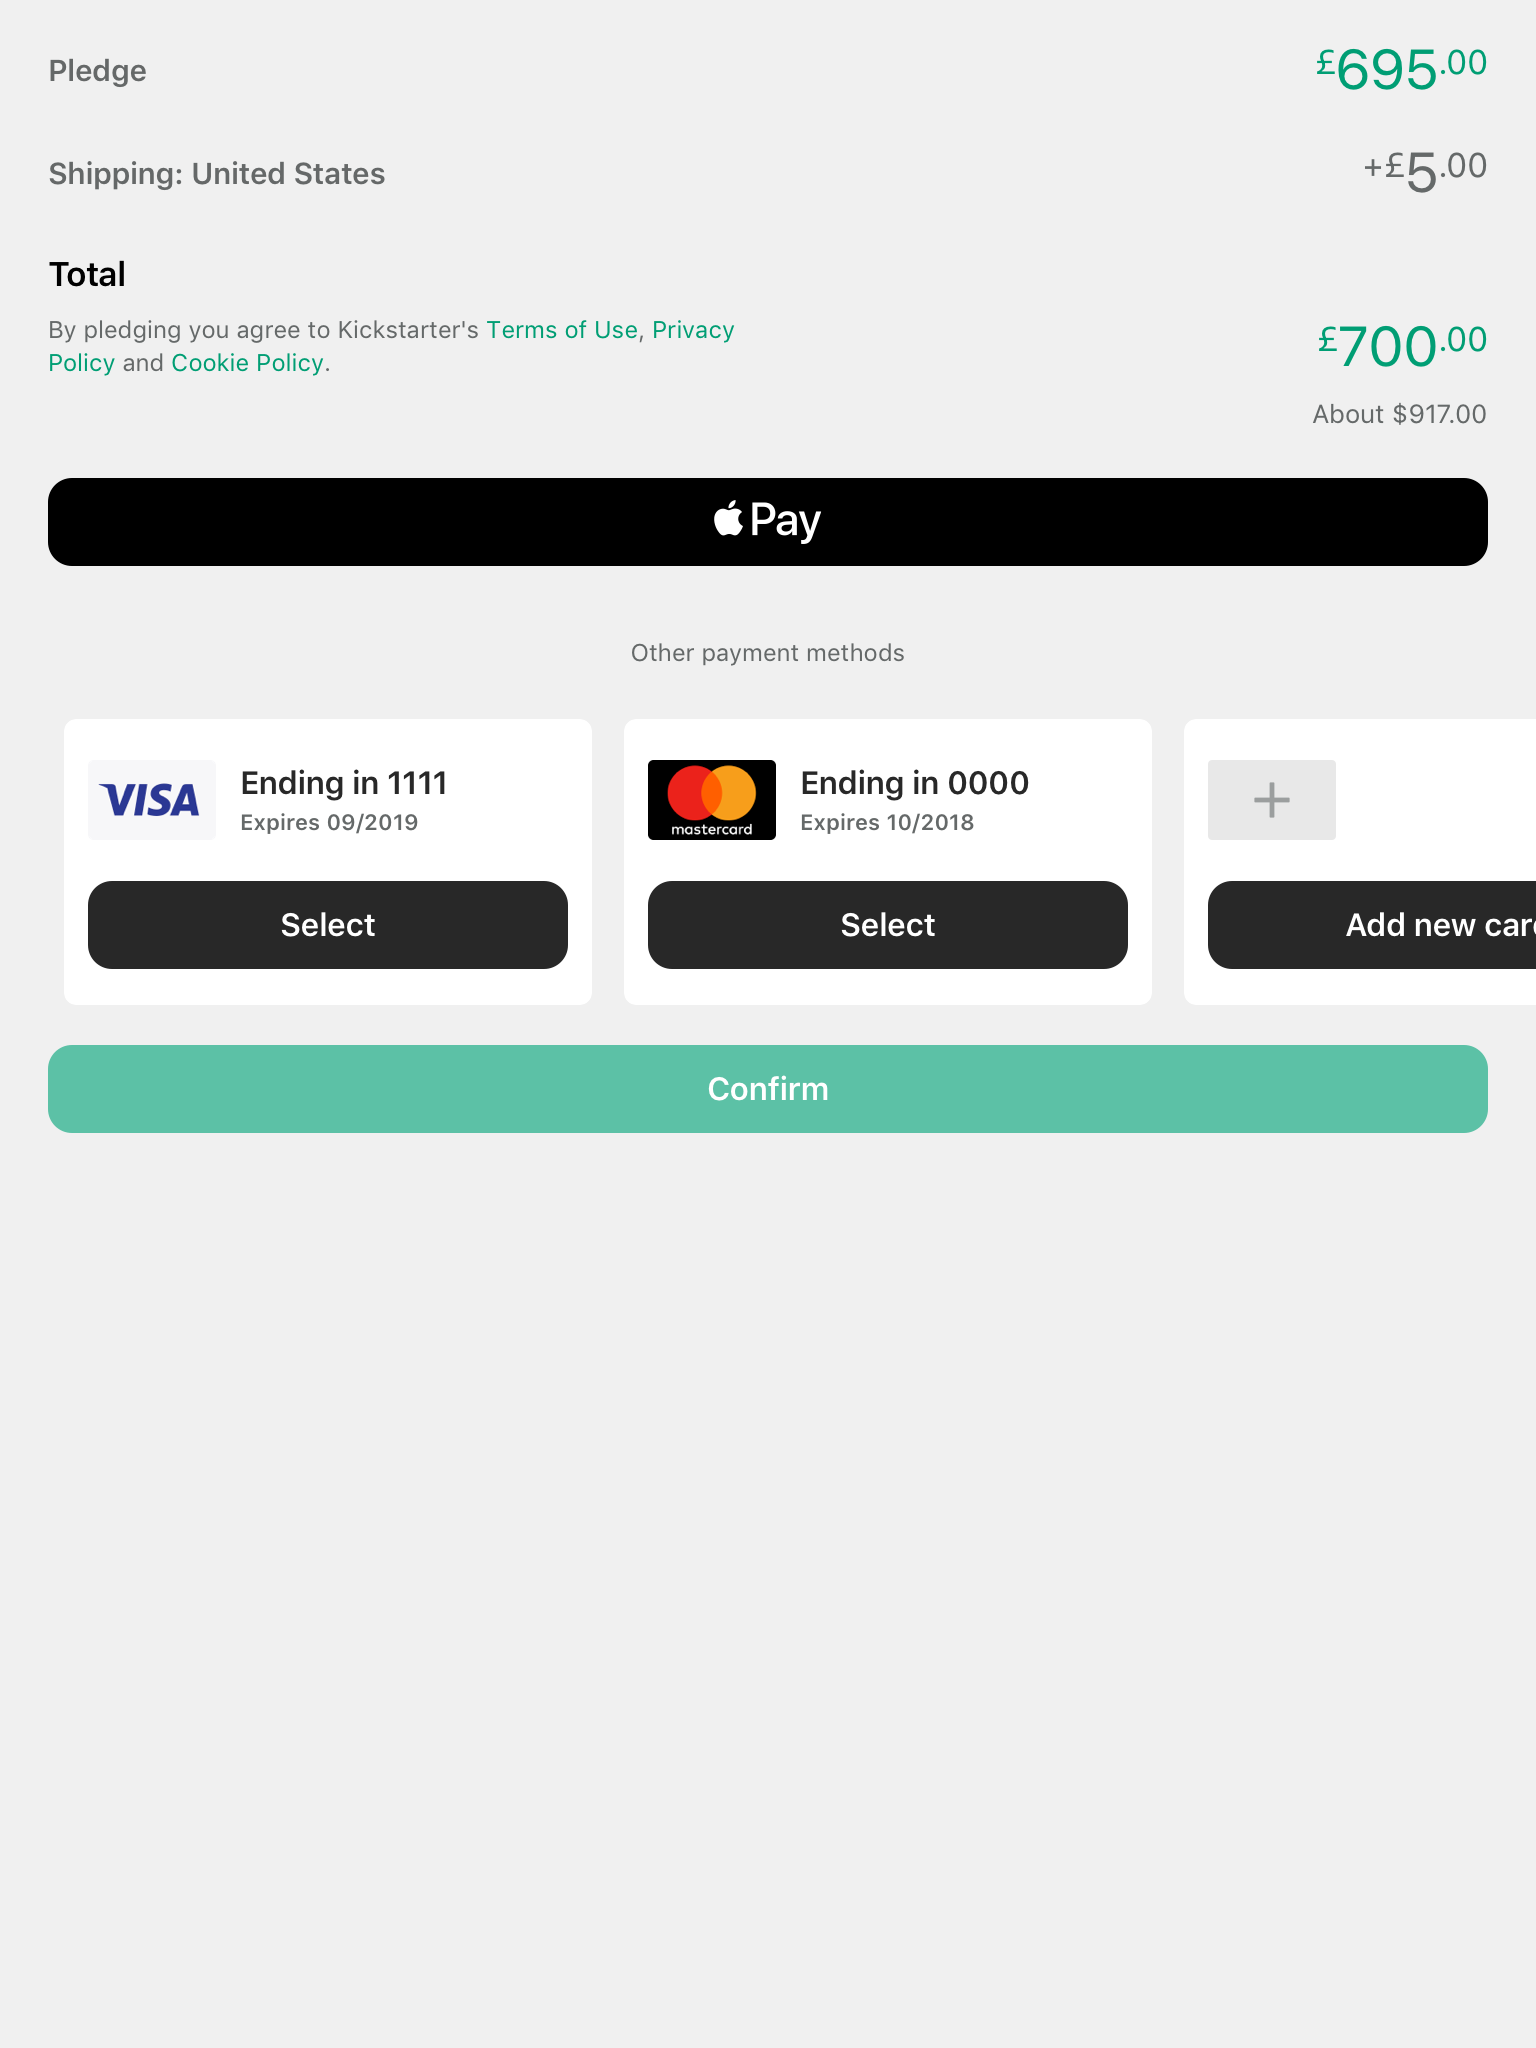 Pledge
£695.00
Shipping: United States
+£5.00
Total
By pledging you agree to Kickstarter's Terms of Use, Privacy
Policy and Cookie Policy.
£700.00
About $917.00
Pay
Other payment methods
VISA
Ending in 1111
Expires 09/2019
Select
mastercard
Ending in 0000
Expires 10/2018
Select
Add new car
Confirm